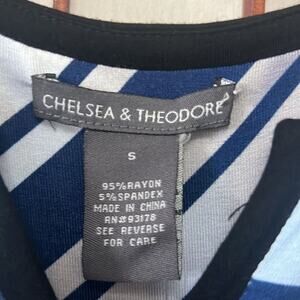 CHELSEA & THEODORE
S
95%RAYON
5%SPANDEX
MADE IN CHINA
RN#93178
SEE REVERSE
FOR CARE